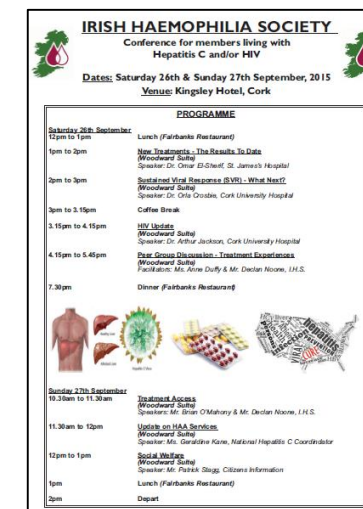 IRISH HAEMOPHILIA SOCIETY
Conference for members living with
Hepatitis C and/or HIV
Dates: Saturday 26th & Sunday 27th September, 2015
Venue: Kingsley Hotel, Cork
PROGRAMME
Saturday 26th September
12pm to 1pm Lunch (Fairbanks Restaurant)
1pm to 2pm New Treatments - The Results To Date
(Woodward Suite)
Speaker: Dr. Omar El-Sherif, St. James's Hospital
2pm to 3pm Sustained Viral Response (SVR) - What Next?
(Woodward Suite)
Speaker: Dr. Orla Crosbie, Cork University Hospital
3pm to 3.15pm Coffee Break
3.15pm to 4.15pm HIV Update
(Woodward Suite)
Speaker: Dr. Arthur Jackson, Cork University Hospital
4.15pm to 5.45pm Peer Group Discussion - Treatment Experiences
(Woodward Suite)
Facilitators: Ms. Anne Duffy & Mr. Declan Noone, I.H.S.
7.30pm Dinner (Fairbanks Restaurant)
Hepatitis
CURE
Sunday 27th September
10.30am to 11.30am Treatment Access
(Woodward Suite)
Speakers: Mr. Brian O'Mahony & Mr. Declan Noone, I.H.S.
11.30am to 12pm Update on HAA Services
(Woodward Suite)
Speaker: Ms. Geraldine Kane, National Hepatitis C Coordindator
12pm to 1pm Social Welfare
(Woodward Suite)
Speaker: Mr. Patrick Stagg, Citizens Information
1pm Lunch (Fairbanks Restaurant)
2pm Depart